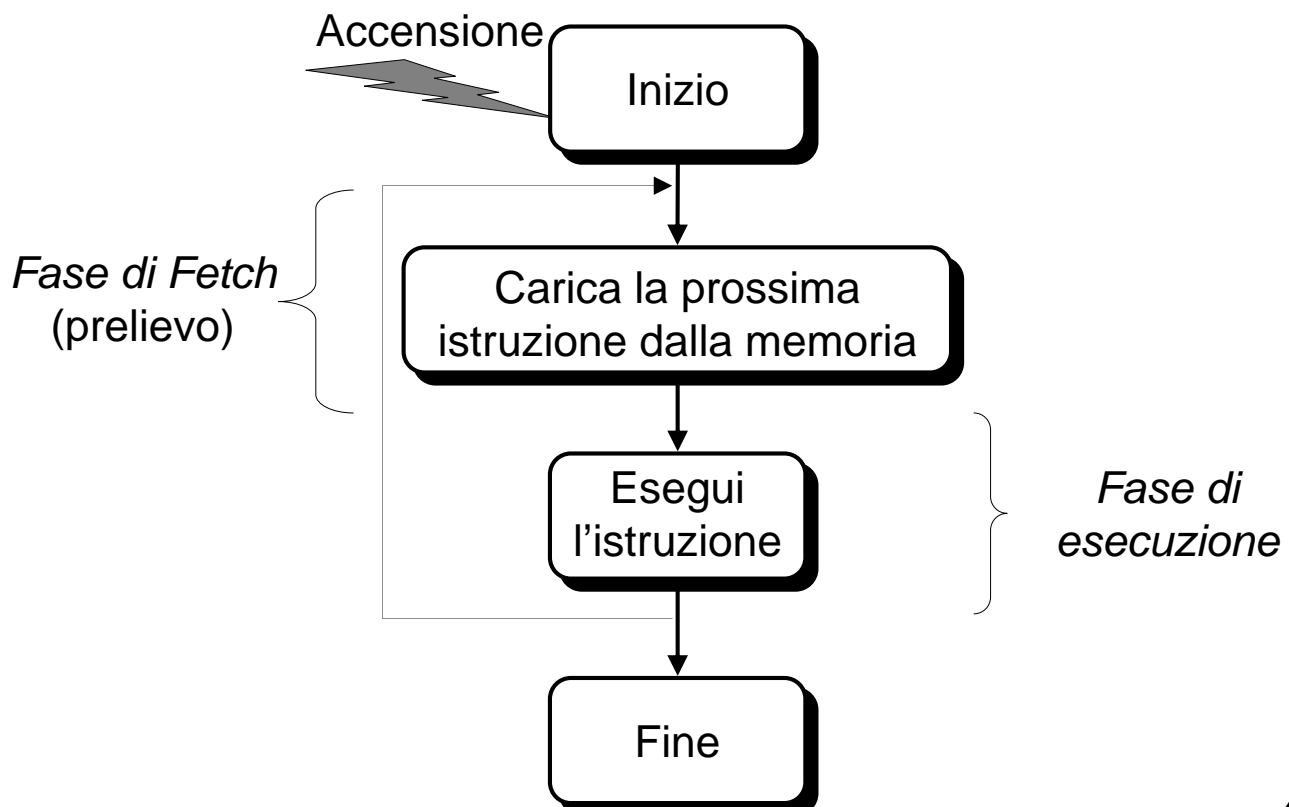 Accensione
Inizio
Fase di Fetch
(prelievo)
Carica la prossima
istruzione dalla memoria
Esegui
l’istruzione
Fase di
esecuzione
Fine